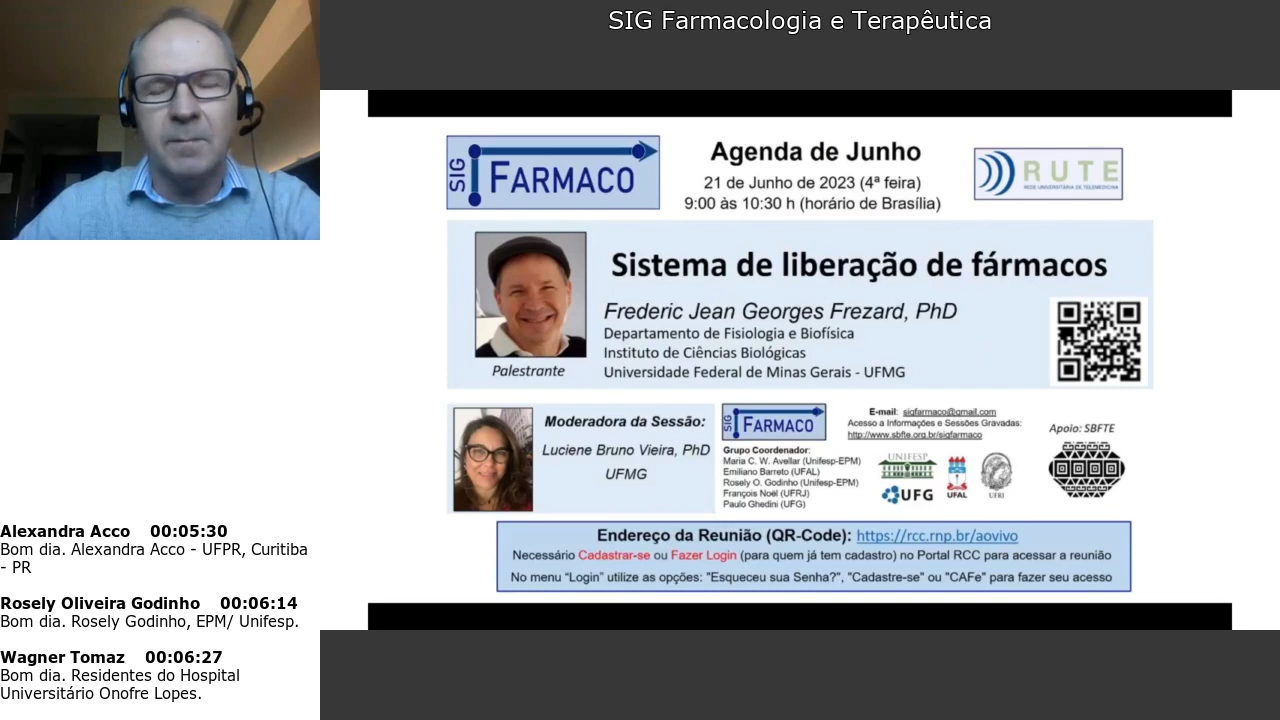 SIG Farmacologia e Terapêutica
SIG FARMACO
Agenda de Junho
21 de Junho de 2023 (4ª feira)
9:00 às 10:30 h (horário de Brasília)
RUTE
REDE UNIVERSITÁRIA DE TELEMEDICINA
Sistema de liberação de fármacos
Frederic Jean Georges Frezard, PhD
Departamento de Fisiologia e Biofísica
Instituto de Ciências Biológicas
Universidade Federal de Minas Gerais - UFMG
Palestrante
Moderadora da Sessão:
Luciene Bruno Vieira, PhD
UFMG
SIG FARMACO
Grupo Coordenador:
Maria C. W. Avellar (Unifesp-EPM)
Emiliano Barreto (UFAL)
Rosely O. Godinho (Unifesp-EPM)
François Noël (UFRJ)
Paulo Ghedini (UFG)
E-mail: sigfarmaco@gmail.com
Acesso a Informações e Sessões Gravadas:
http://www.sbfte.org.br/sigfarmaco
UNIFESP
UFG
UFAL
UFRJ
Apoio: SBFTE
Endereço da Reunião (QR-Code): https://rcc.rnp.br/aovivo
Necessário Cadastrar-se ou Fazer Login (para quem já tem cadastro) no Portal RCC para acessar a reunião
No menu “Login” utilize as opções: "Esqueceu sua Senha?", "Cadastre-se" ou "CAFe" para fazer seu acesso
Alexandra Acco 00:05:30
Bom dia. Alexandra Acco - UFPR, Curitiba
- PR
Rosely Oliveira Godinho 00:06:14
Bom dia. Rosely Godinho, EPM/ Unifesp.
Wagner Tomaz 00:06:27
Bom dia. Residentes do Hospital
Universitário Onofre Lopes.